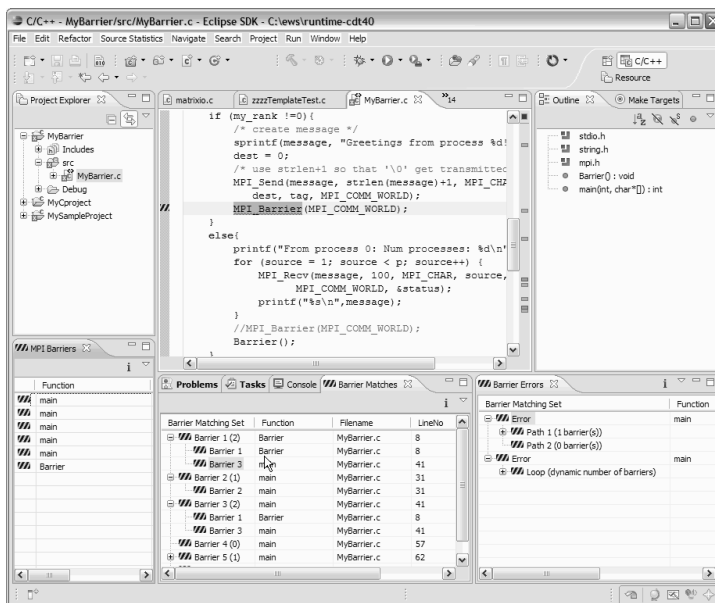 C/C++ - MyBarrier/src/MyBarrier.c - Eclipse SDK - C:\ews\runtime-cdt40
File Edit Refactor Source Statistics Navigate Search Project Run Window Help
C/C++
Resource
Project Explorer
MyBarrier
Includes
src
MyBarrier.c
Debug
MyCproject
MySampleProject
matrixio.c
zzzzTemplateTest.c
MyBarrier.c
»14
if (my_rank !=0){
/* create message */
sprintf(message, "Greetings from process %d!
dest = 0;
/* use strlen+1 so that '\0' get transmitted
MPI_Send(message, strlen(message)+1, MPI_CHA
dest, tag, MPI_COMM_WORLD);
MPI_Barrier(MPI_COMM_WORLD);
}
else{
printf("From process 0: Num processes: %d\n"
for (source = 1; source < p; source++) {
MPI_Recv(message, 100, MPI_CHAR, source,
MPI_COMM_WORLD, &status);
printf("%s\n",message);
}
//MPI_Barrier(MPI_COMM_WORLD);
Barrier();
}
Outline
Make Targets
stdio.h
string.h
mpi.h
Barrier() : void
main(int, char*[]) : int
MPI Barriers
Function
main
main
main
main
main
Barrier
Problems Tasks Console Barrier Matches
Barrier Matching Set Function Filename LineNo
Barrier 1 (2) Barrier MyBarrier.c 8
Barrier 1 Barrier MyBarrier.c 8
Barrier 3 main MyBarrier.c 41
Barrier 2 (1) main MyBarrier.c 31
Barrier 2 main MyBarrier.c 31
Barrier 3 (2) main MyBarrier.c 41
Barrier 1 Barrier MyBarrier.c 8
Barrier 3 main MyBarrier.c 41
Barrier 4 (0) main MyBarrier.c 57
Barrier 5 (1) main MyBarrier.c 62
Barrier Errors
Barrier Matching Set Function
Error main
Path 1 (1 barrier(s))
Path 2 (0 barrier(s))
Error main
Loop (dynamic number of barriers)